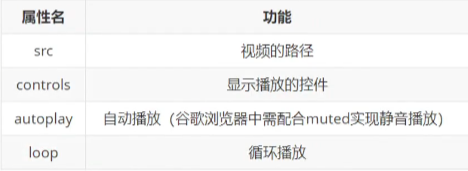 属性名 功能
src 视频的路径
controls 显示播放的控件
autoplay 自动播放（谷歌浏览器中需配合muted实现静音播放）
loop 循环播放